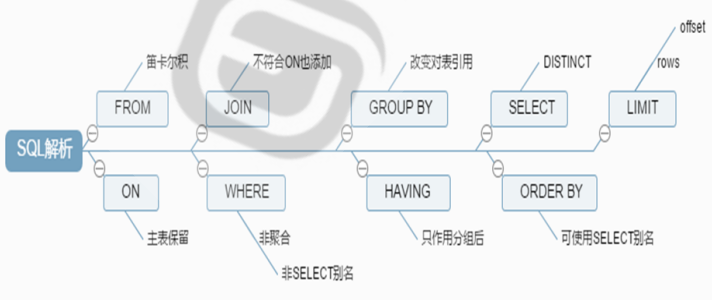 SQL解析
FROM
笛卡尔积
ON
主表保留
JOIN
不符合ON也添加
WHERE
非聚合
非SELECT别名
GROUP BY
改变对表引用
HAVING
只作用分组后
SELECT
DISTINCT
ORDER BY
可使用SELECT别名
LIMIT
offset
rows